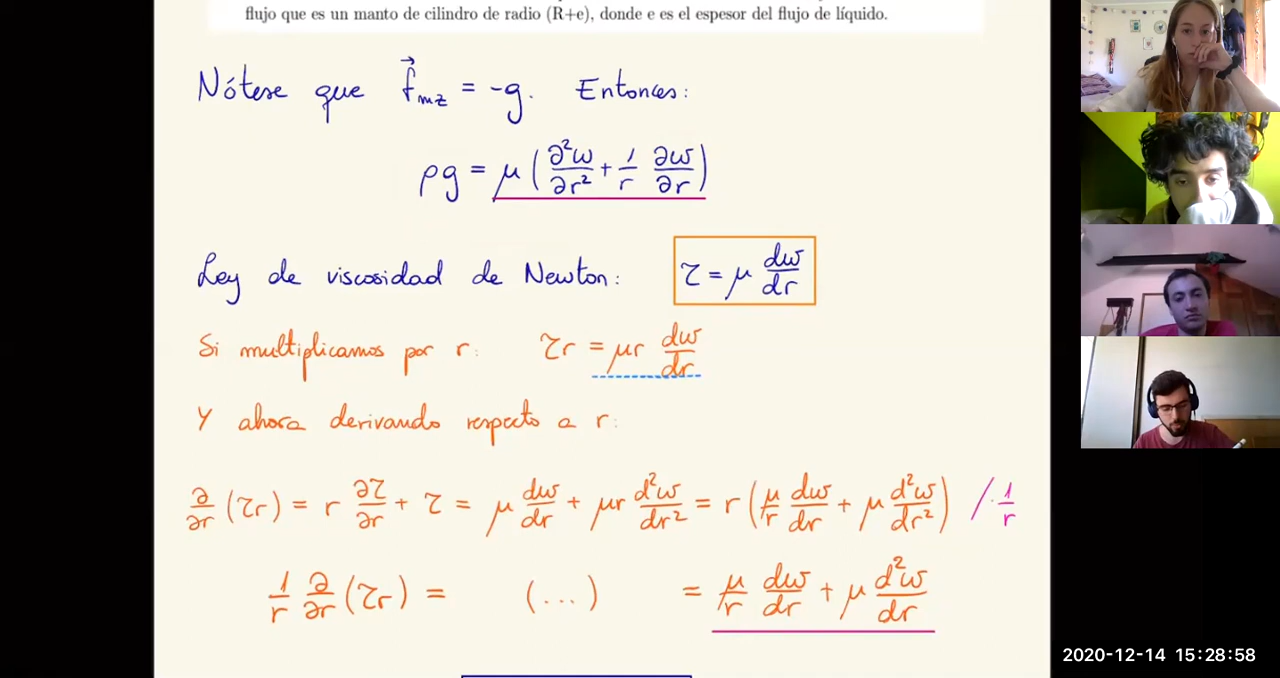 flujo que es un manto de cilindro de radio (R+e), donde e es el espesor del flujo de líquido.
Nótese que f⃗_mz = -g. Entonces:
ρg = μ(∂²w/∂r² + 1/r ∂w/∂r)
Ley de viscosidad de Newton: τ = μ dw/dr
Si multiplicamos por r: τr = μr dw/dr
Y ahora derivando respecto a r:
∂/∂r (τr) = r ∂τ/∂r + τ = μ dw/dr + μr d²w/dr² = r(μ/r dw/dr + μ d²w/dr²) /·1/r
1/r ∂/∂r (τr) = (...) = μ/r dw/dr + μ d²w/dr
2020-12-14 15:28:58